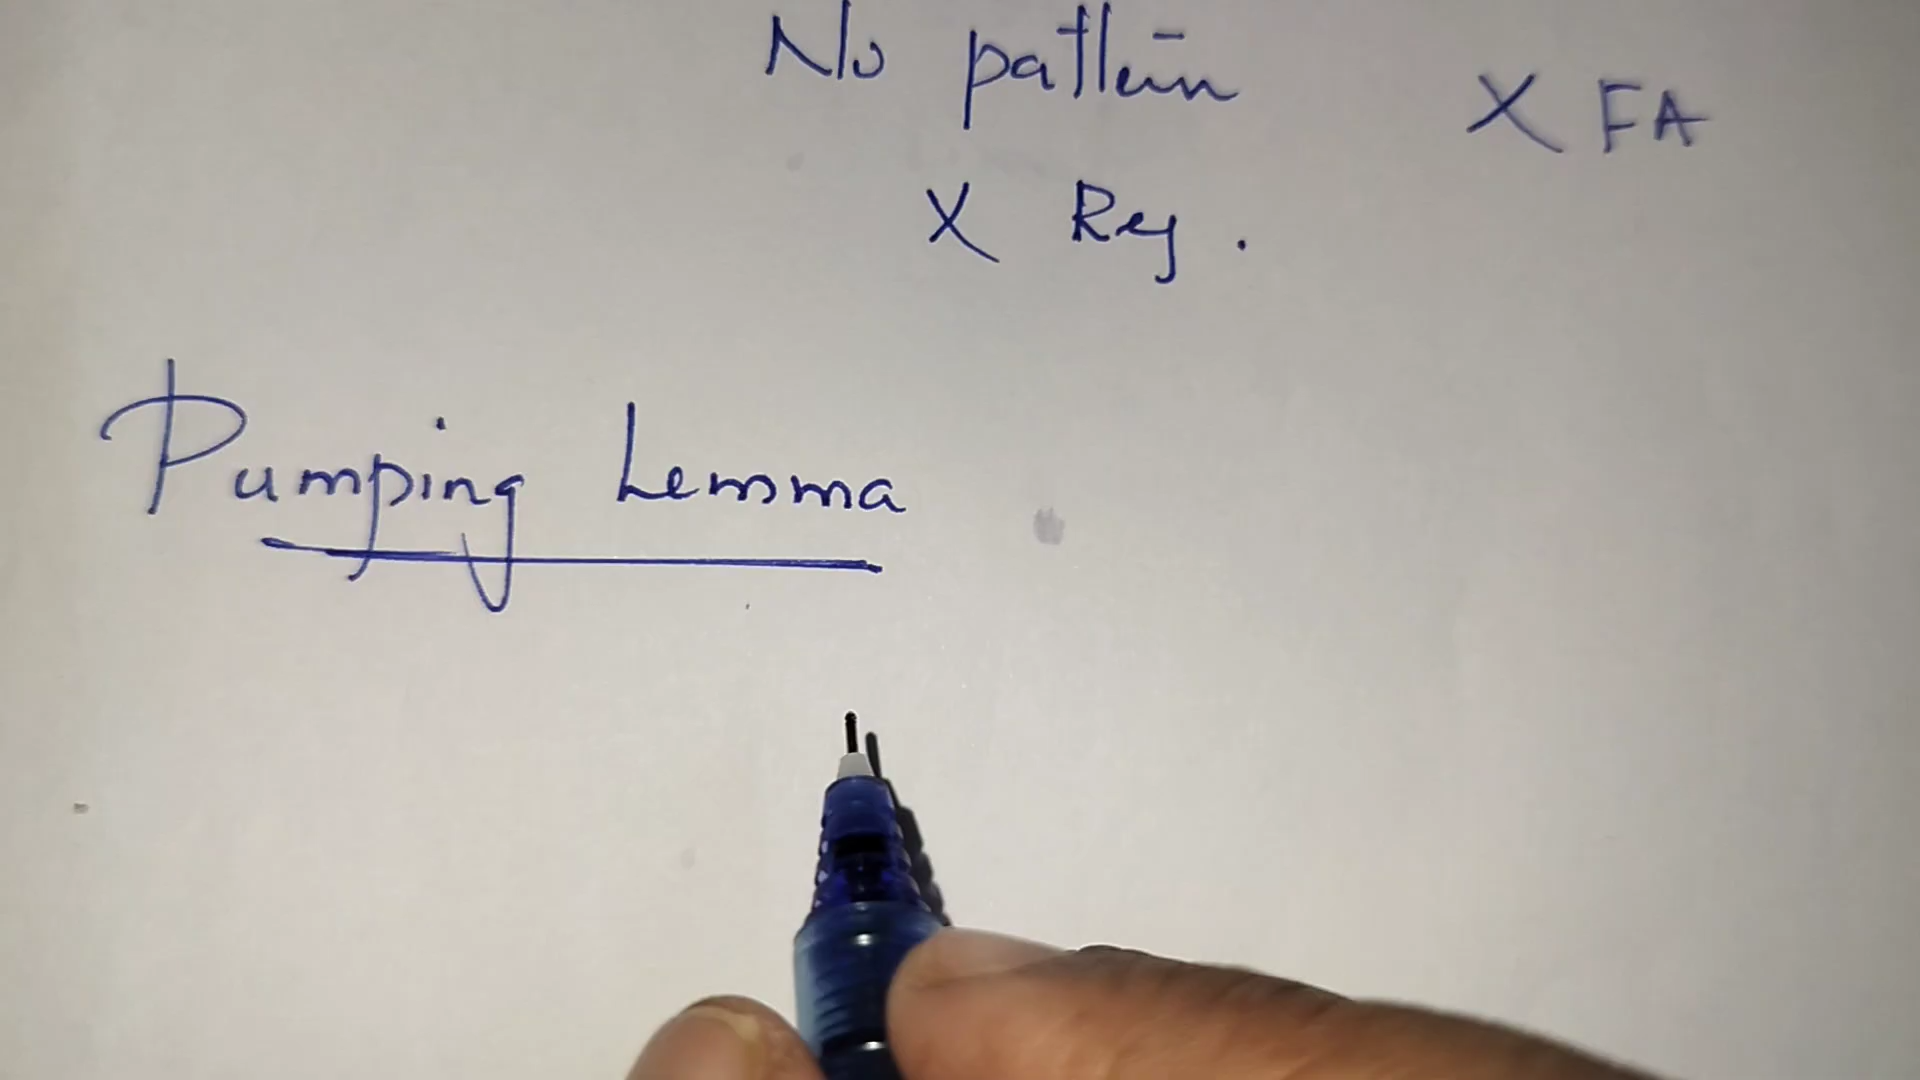 No pattern
X FA
X Reg.
Pumping Lemma